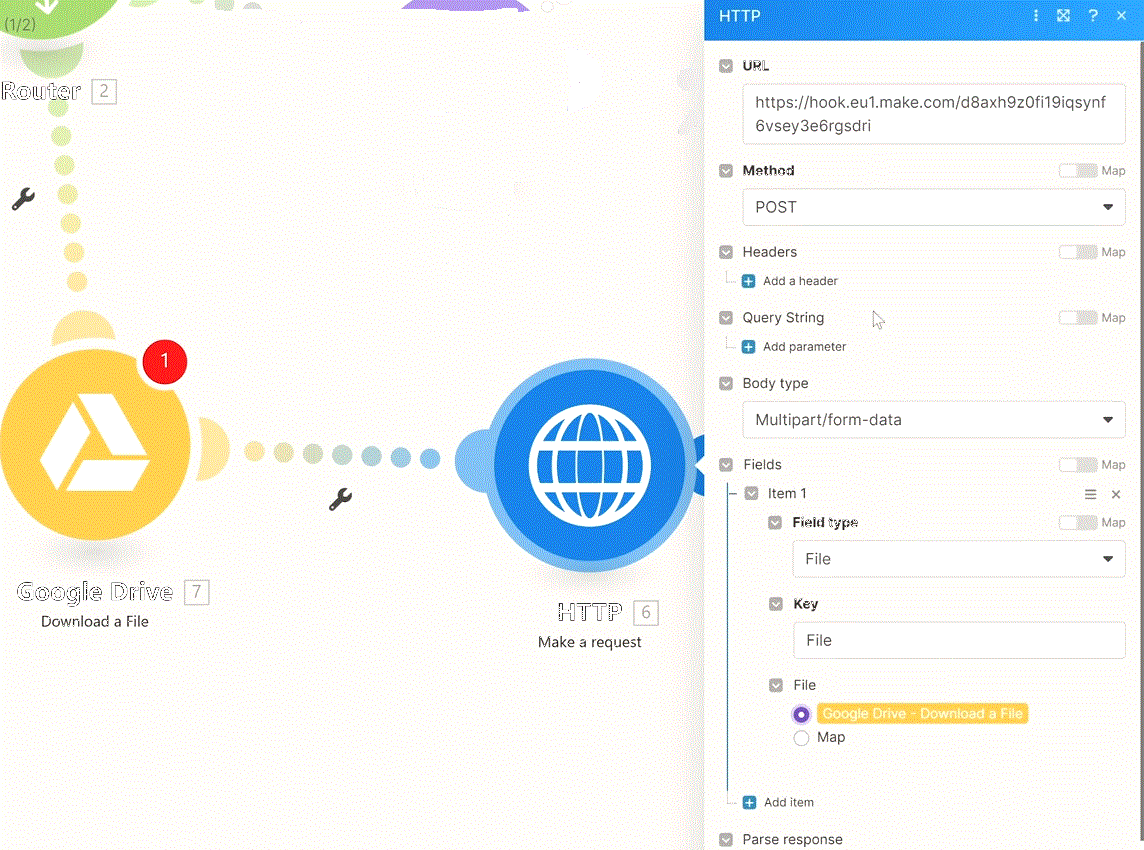 (1/2)
Router 2
1
Google Drive 7
Download a File
HTTP 6
Make a request
HTTP
?
URL
https://hook.eu1.make.com/d8axh9z0fi19iqsynf
6vsey3e6rgsdri
Method Map
POST
Headers Map
Add a header
Query String Map
Add parameter
Body type
Multipart/form-data
Fields Map
Item 1
Field type Map
File
Key
File
File
Google Drive - Download a File
Map
Add item
Parse response